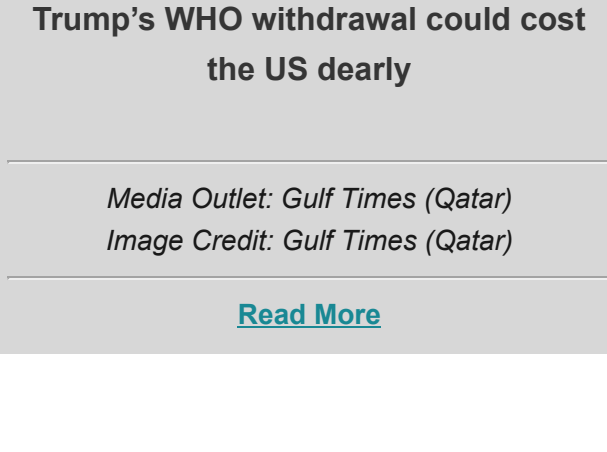 Trump’s WHO withdrawal could cost
the US dearly
Media Outlet: Gulf Times (Qatar)
Image Credit: Gulf Times (Qatar)
Read More